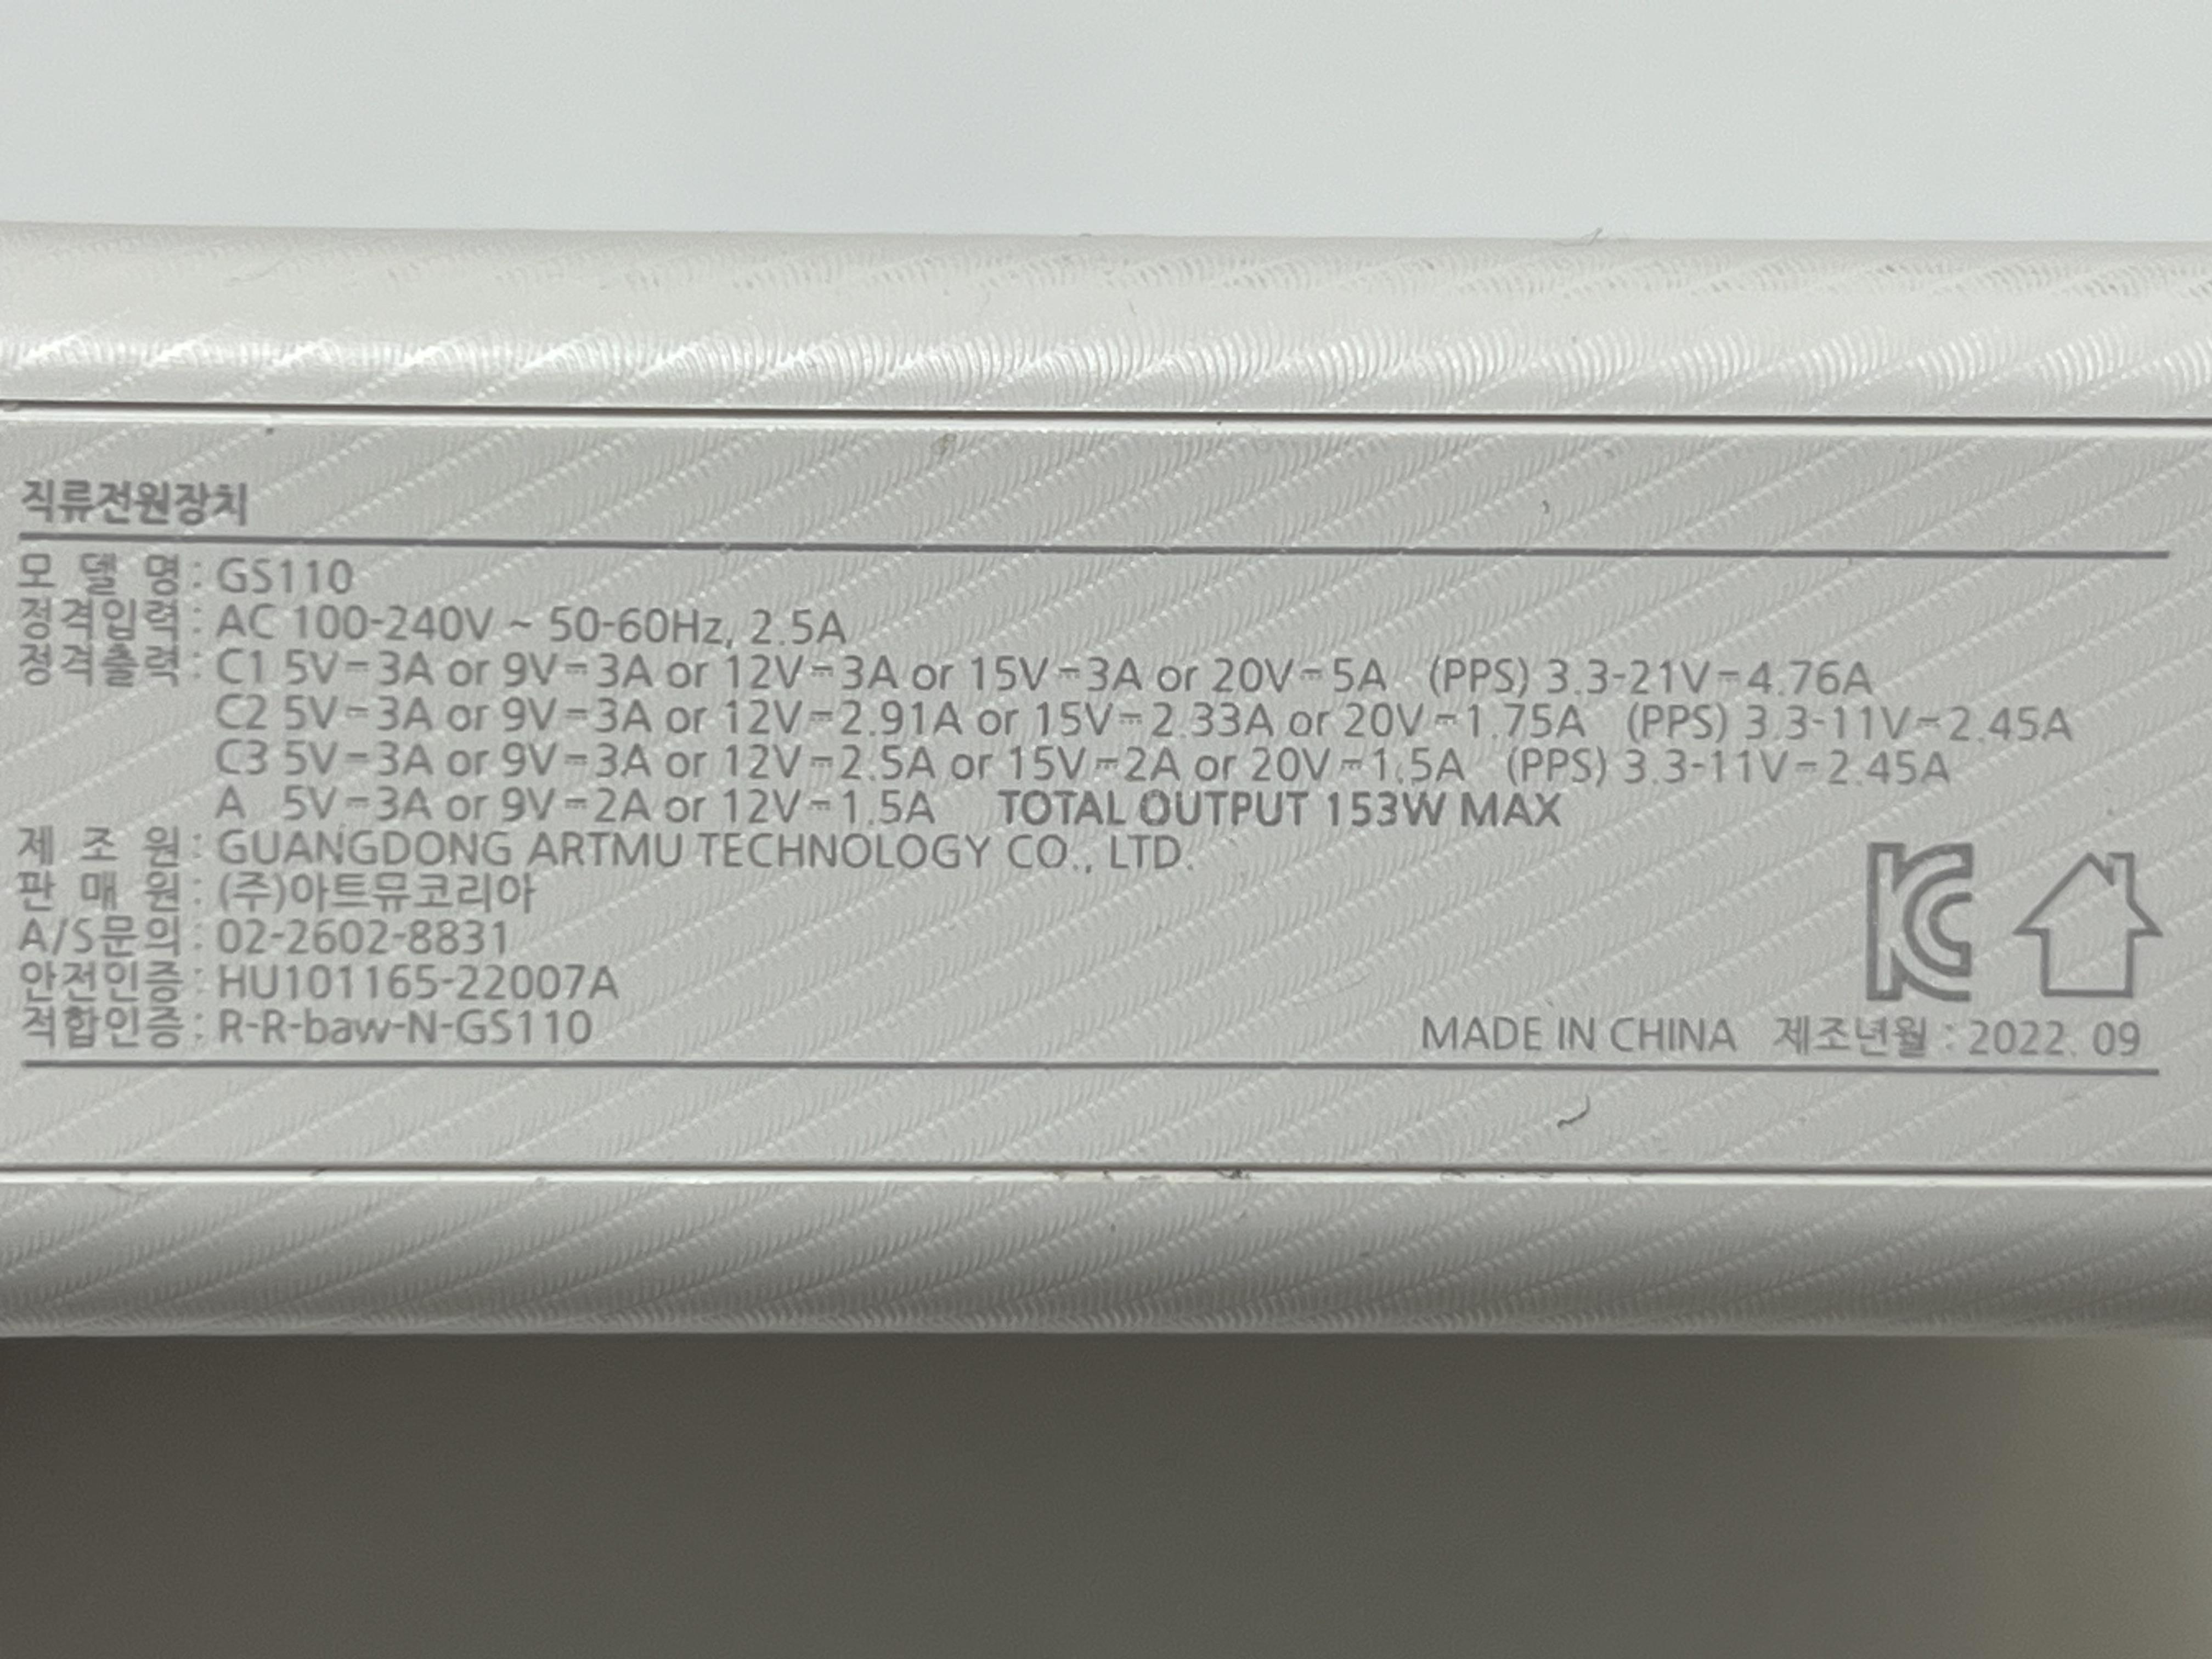 직류전원장치
모 델 명 : GS110
정격입력 : AC 100-240V ~ 50-60Hz, 2.5A
정격출력 : C1 5V⎓3A or 9V⎓3A or 12V⎓3A or 15V⎓3A or 20V⎓5A (PPS) 3.3-21V⎓4.76A
C2 5V⎓3A or 9V⎓3A or 12V⎓2.91A or 15V⎓2.33A or 20V⎓1.75A (PPS) 3.3-11V⎓2.45A
C3 5V⎓3A or 9V⎓3A or 12V⎓2.5A or 15V⎓2A or 20V⎓1.5A (PPS) 3.3-11V⎓2.45A
A 5V⎓3A or 9V⎓2A or 12V⎓1.5A TOTAL OUTPUT 153W MAX
제 조 원 : GUANGDONG ARTMU TECHNOLOGY CO., LTD.
판 매 원 : (주)아트뮤코리아
A/S문의 : 02-2602-8831
안전인증 : HU101165-22007A
적합인증 : R-R-baw-N-GS110
KC
MADE IN CHINA 제조년월 : 2022. 09